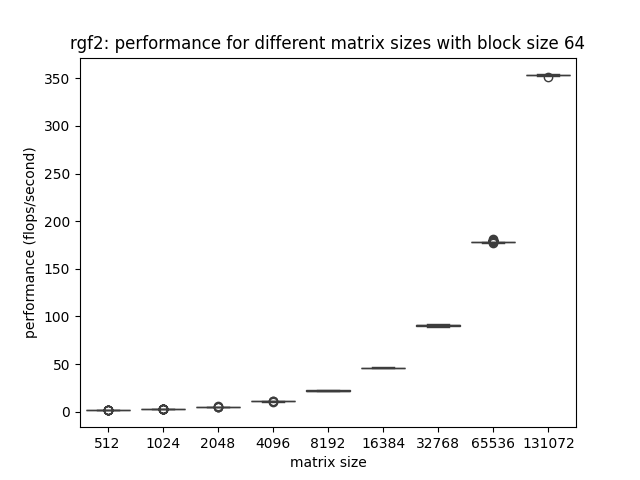 rgf2: performance for different matrix sizes with block size 64
performance (flops/second)
350
300
250
200
150
100
50
0
512 1024 2048 4096 8192 16384 32768 65536 131072
matrix size